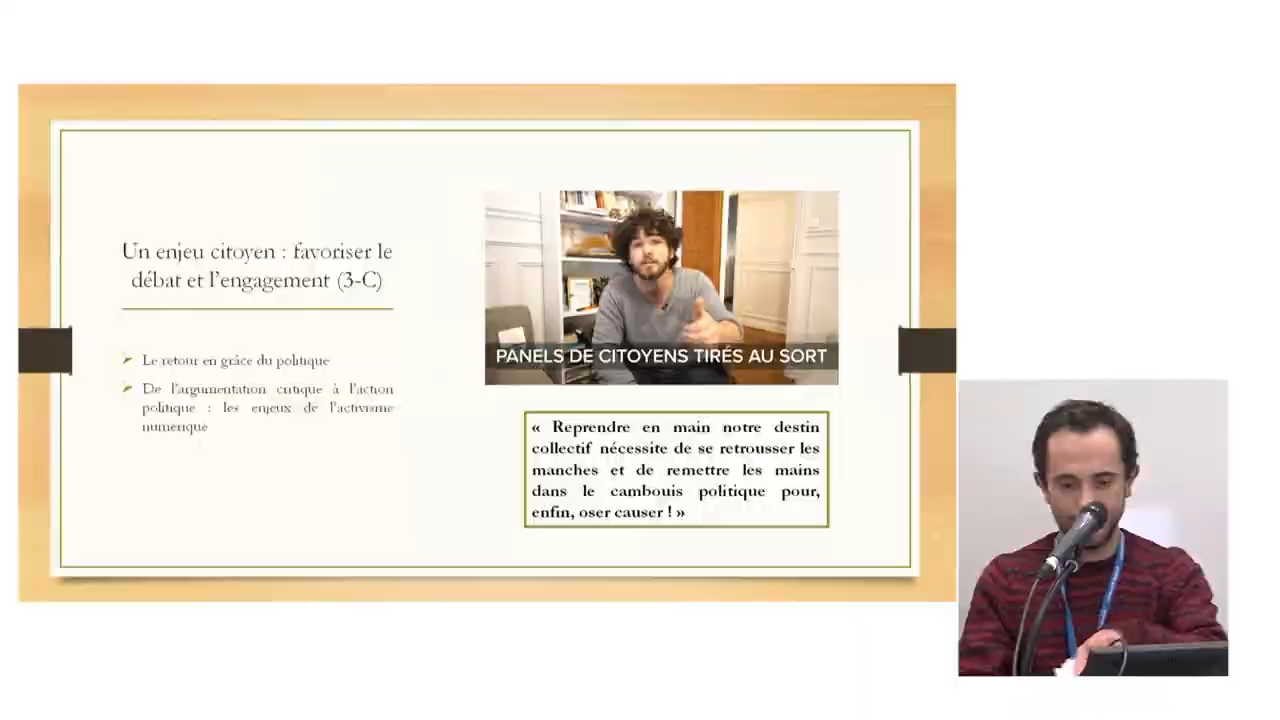 Un enjeu citoyen : favoriser le
débat et l'engagement (3-C)
Le retour en grâce du politique
De l'argumentation critique à l'action
politique : les enjeux de l'activisme
numérique
PANELS DE CITOYENS TIRÉS AU SORT
« Reprendre en main notre destin
collectif nécessite de se retrousser les
manches et de remettre les mains
dans le cambouis politique pour,
enfin, oser causer ! »